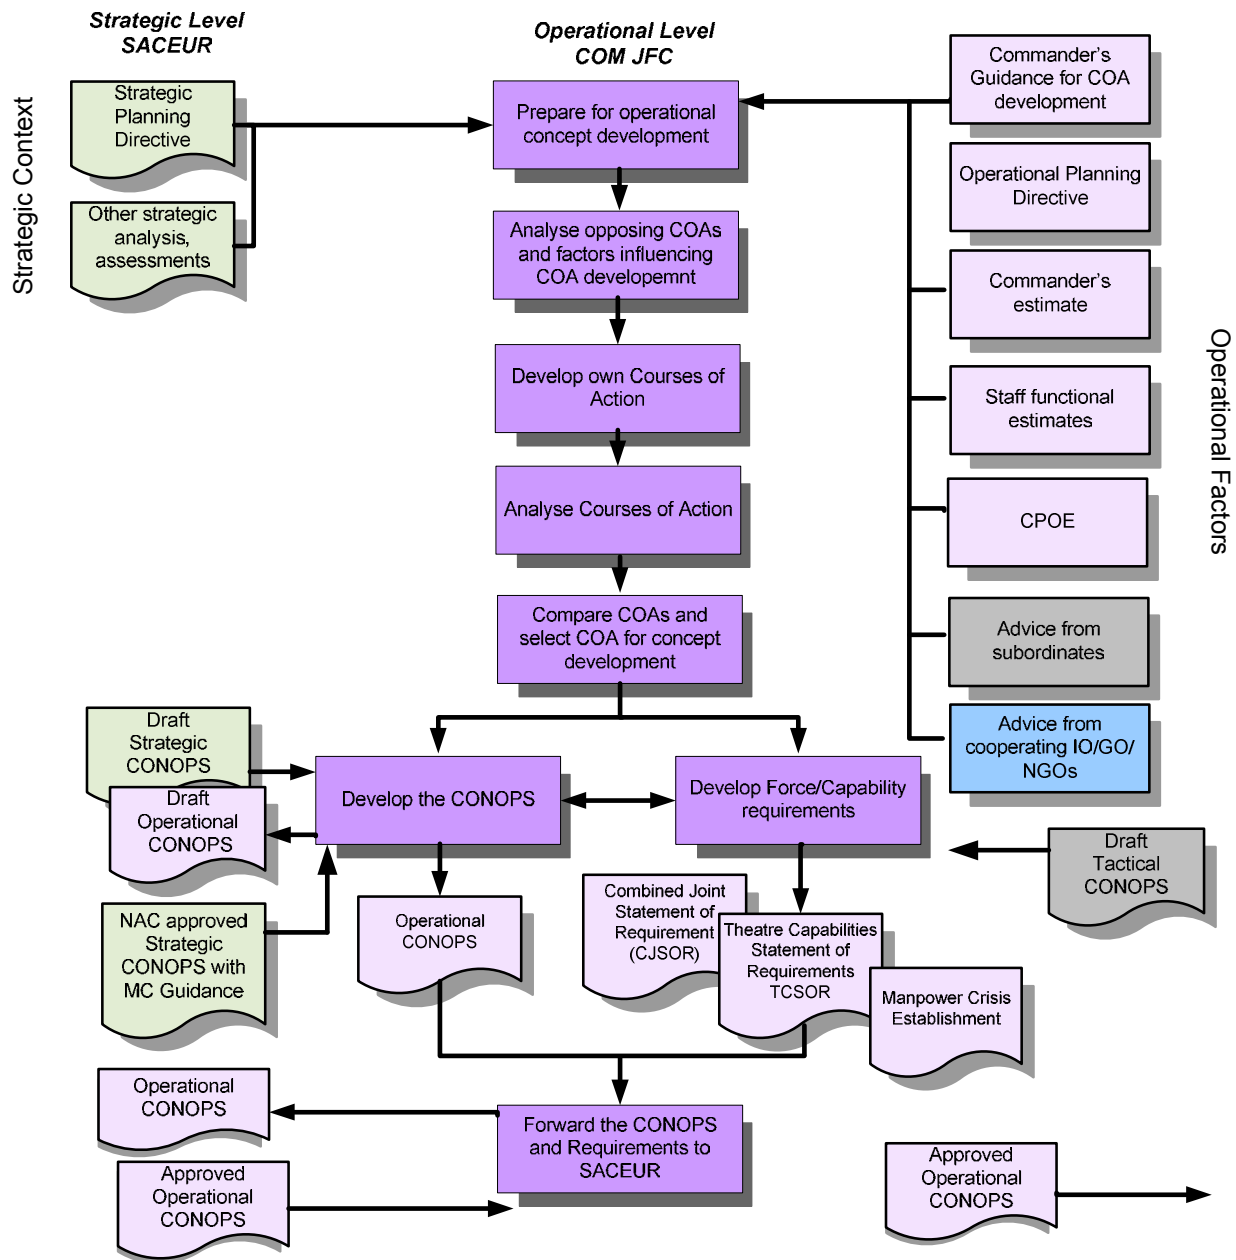 Strategic Level
SACEUR
Operational Level
COM JFC
Strategic Context
Strategic
Planning
Directive
Other strategic
analysis,
assessments
Prepare for operational
concept development
Analyse opposing COAs
and factors influencing
COA developemnt
Develop own Courses of
Action
Analyse Courses of Action
Compare COAs and
select COA for concept
development
Commander's
Guidance for COA
development
Operational Planning
Directive
Commander's
estimate
Staff functional
estimates
CPOE
Advice from
subordinates
Advice from
cooperating IO/GO/
NGOs
Operational Factors
Draft
Strategic
CONOPS
Draft
Operational
CONOPS
NAC approved
Strategic
CONOPS with
MC Guidance
Develop the CONOPS
Develop Force/Capability
requirements
Draft
Tactical
CONOPS
Operational
CONOPS
Combined Joint
Statement of
Requirement
(CJSOR)
Theatre Capabilities
Statement of
Requirements
TCSOR
Manpower Crisis
Establishment
Operational
CONOPS
Forward the CONOPS
and Requirements to
SACEUR
Approved
Operational
CONOPS
Approved
Operational
CONOPS